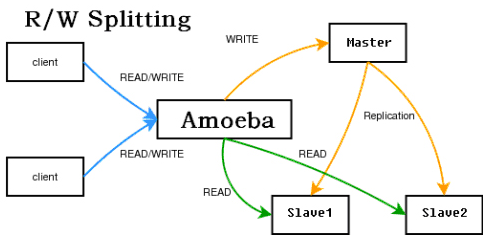 R/W Splitting
WRITE
Master
client
READ/WRITE
Amoeba
Replication
READ/WRITE
READ
client
READ
Slave1
Slave2